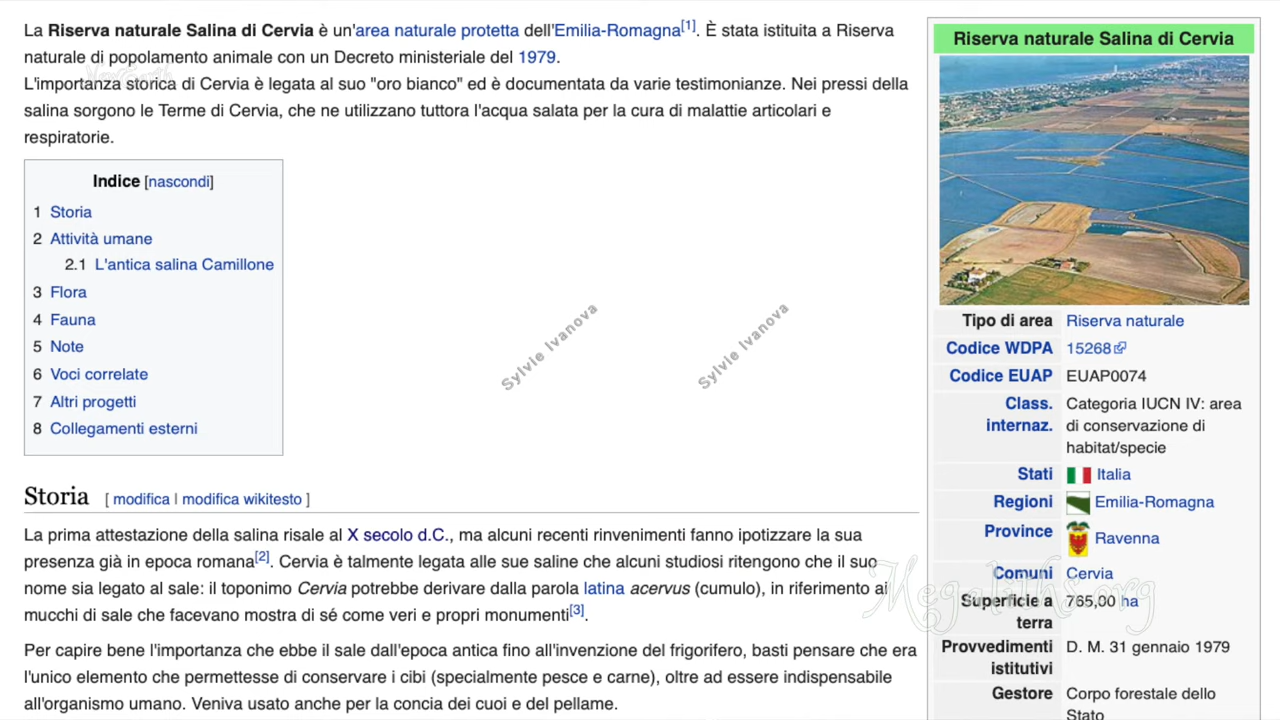 La Riserva naturale Salina di Cervia è un'area naturale protetta dell'Emilia-Romagna[1]. È stata istituita a Riserva
naturale di popolamento animale con un Decreto ministeriale del 1979.
L'importanza storica di Cervia è legata al suo "oro bianco" ed è documentata da varie testimonianze. Nei pressi della
salina sorgono le Terme di Cervia, che ne utilizzano tuttora l'acqua salata per la cura di malattie articolari e
respiratorie.
Indice [nascondi]
1 Storia
2 Attività umane
2.1 L'antica salina Camillone
3 Flora
4 Fauna
5 Note
6 Voci correlate
7 Altri progetti
8 Collegamenti esterni
Sylvie Ivanova
Sylvie Ivanova
Storia [ modifica | modifica wikitesto ]
La prima attestazione della salina risale al X secolo d.C., ma alcuni recenti rinvenimenti fanno ipotizzare la sua
presenza già in epoca romana[2]. Cervia è talmente legata alle sue saline che alcuni studiosi ritengono che il suo
nome sia legato al sale: il toponimo Cervia potrebbe derivare dalla parola latina acervus (cumulo), in riferimento ai
mucchi di sale che facevano mostra di sé come veri e propri monumenti[3].
Per capire bene l'importanza che ebbe il sale dall'epoca antica fino all'invenzione del frigorifero, basti pensare che era
l'unico elemento che permettesse di conservare i cibi (specialmente pesce e carne), oltre ad essere indispensabile
all'organismo umano. Veniva usato anche per la concia dei cuoi e del pellame.
Riserva naturale Salina di Cervia
Tipo di area Riserva naturale
Codice WDPA 15268
Codice EUAP EUAP0074
Class. internaz. Categoria IUCN IV: area
di conservazione di
habitat/specie
Stati Italia
Regioni Emilia-Romagna
Province Ravenna
Comuni Cervia
Superficie a terra 765,00 ha
Provvedimenti istitutivi D. M. 31 gennaio 1979
Gestore Corpo forestale dello
Stato
Megaliths.org